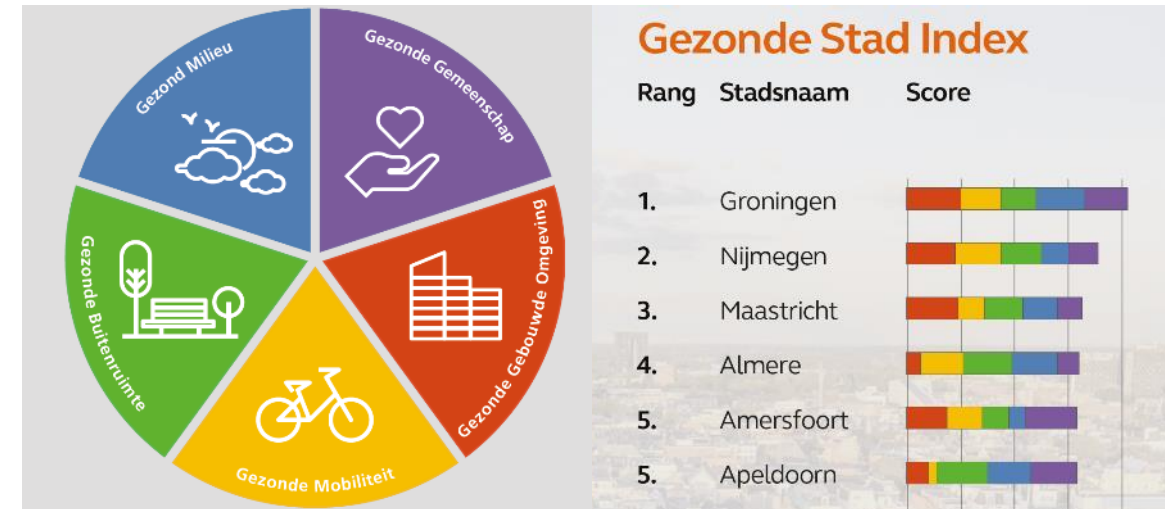 Gezond Milieu
Gezonde Gemeenschap
Gezonde Buitenruimte
Gezonde Gebouwde Omgeving
Gezonde Mobiliteit
Gezonde Stad Index
Rang Stadsnaam Score
1. Groningen
2. Nijmegen
3. Maastricht
4. Almere
5. Amersfoort
5. Apeldoorn